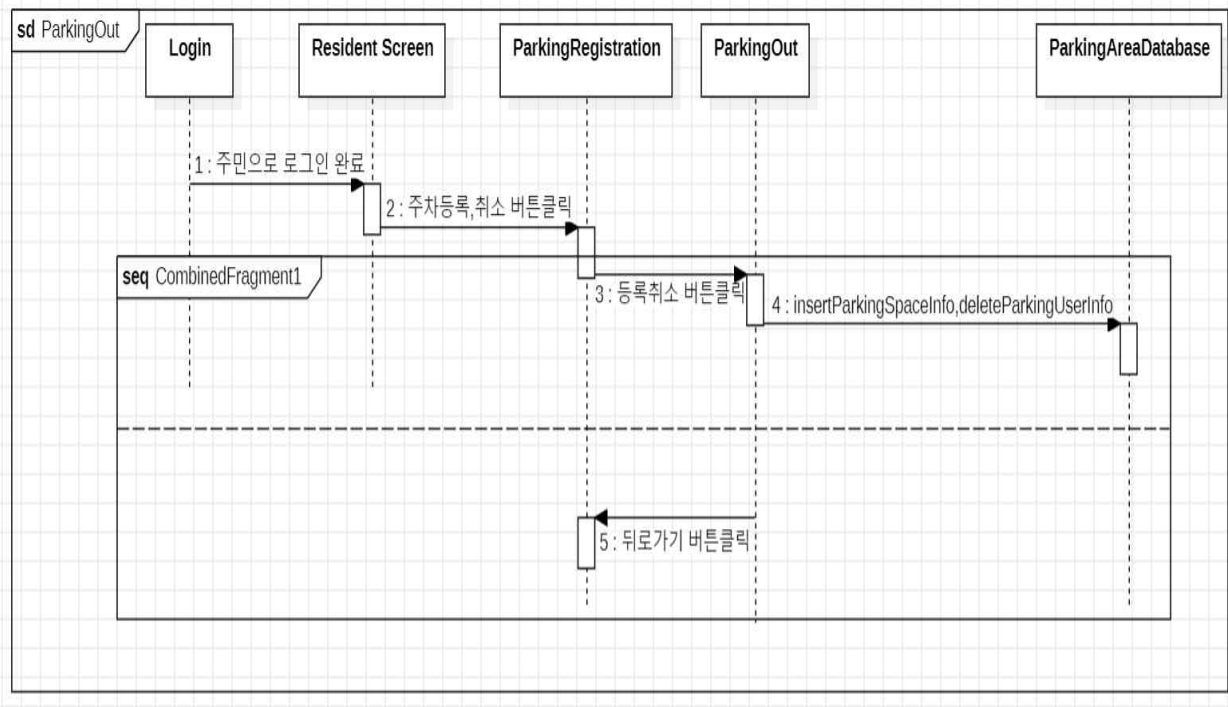 sd ParkingOut
Login
Resident Screen
ParkingRegistration
ParkingOut
ParkingAreaDatabase
1 : 주민으로 로그인 완료
2 : 주차등록,취소 버튼클릭
seq CombinedFragment1
3 : 등록취소 버튼클릭
4 : insertParkingSpaceInfo,deleteParkingUserInfo
5 : 뒤로가기 버튼클릭